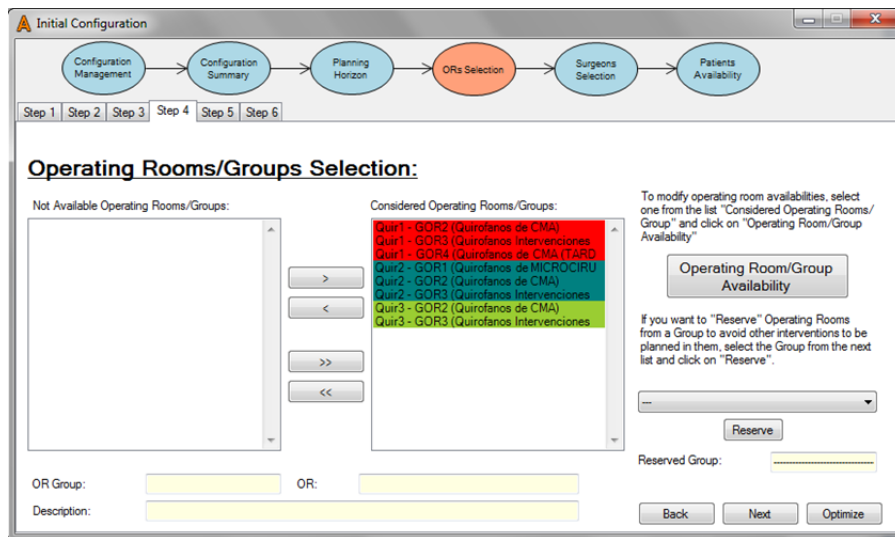 Initial Configuration
Configuration
Management
Configuration
Summary
Planning
Horizon
ORs Selection
Surgeons
Selection
Patients
Availability
Step 1 Step 2 Step 3 Step 4 Step 5 Step 6
Operating Rooms/Groups Selection:
Not Available Operating Rooms/Groups:
Considered Operating Rooms/Groups:
Quir1 - GOR2 (Quirofanos de CMA)
Quir1 - GOR3 (Quirofanos Intervenciones
Quir1 - GOR4 (Quirofanos de CMA (TARD
Quir2 - GOR1 (Quirofanos de MICROCIRU
Quir2 - GOR2 (Quirofanos de CMA)
Quir2 - GOR3 (Quirofanos Intervenciones
Quir3 - GOR2 (Quirofanos de CMA)
Quir3 - GOR3 (Quirofanos Intervenciones
>
<
>>
<<
To modify operating room availabilities, select
one from the list "Considered Operating Rooms/
Group" and click on "Operating Room/Group
Availability"
Operating Room/Group
Availability
If you want to "Reserve" Operating Rooms
from a Group to avoid other interventions to be
planned in them, select the Group from the next
list and click on "Reserve".
---
Reserve
Reserved Group: --------------------------------
OR Group:
OR:
Description:
Back
Next
Optimize